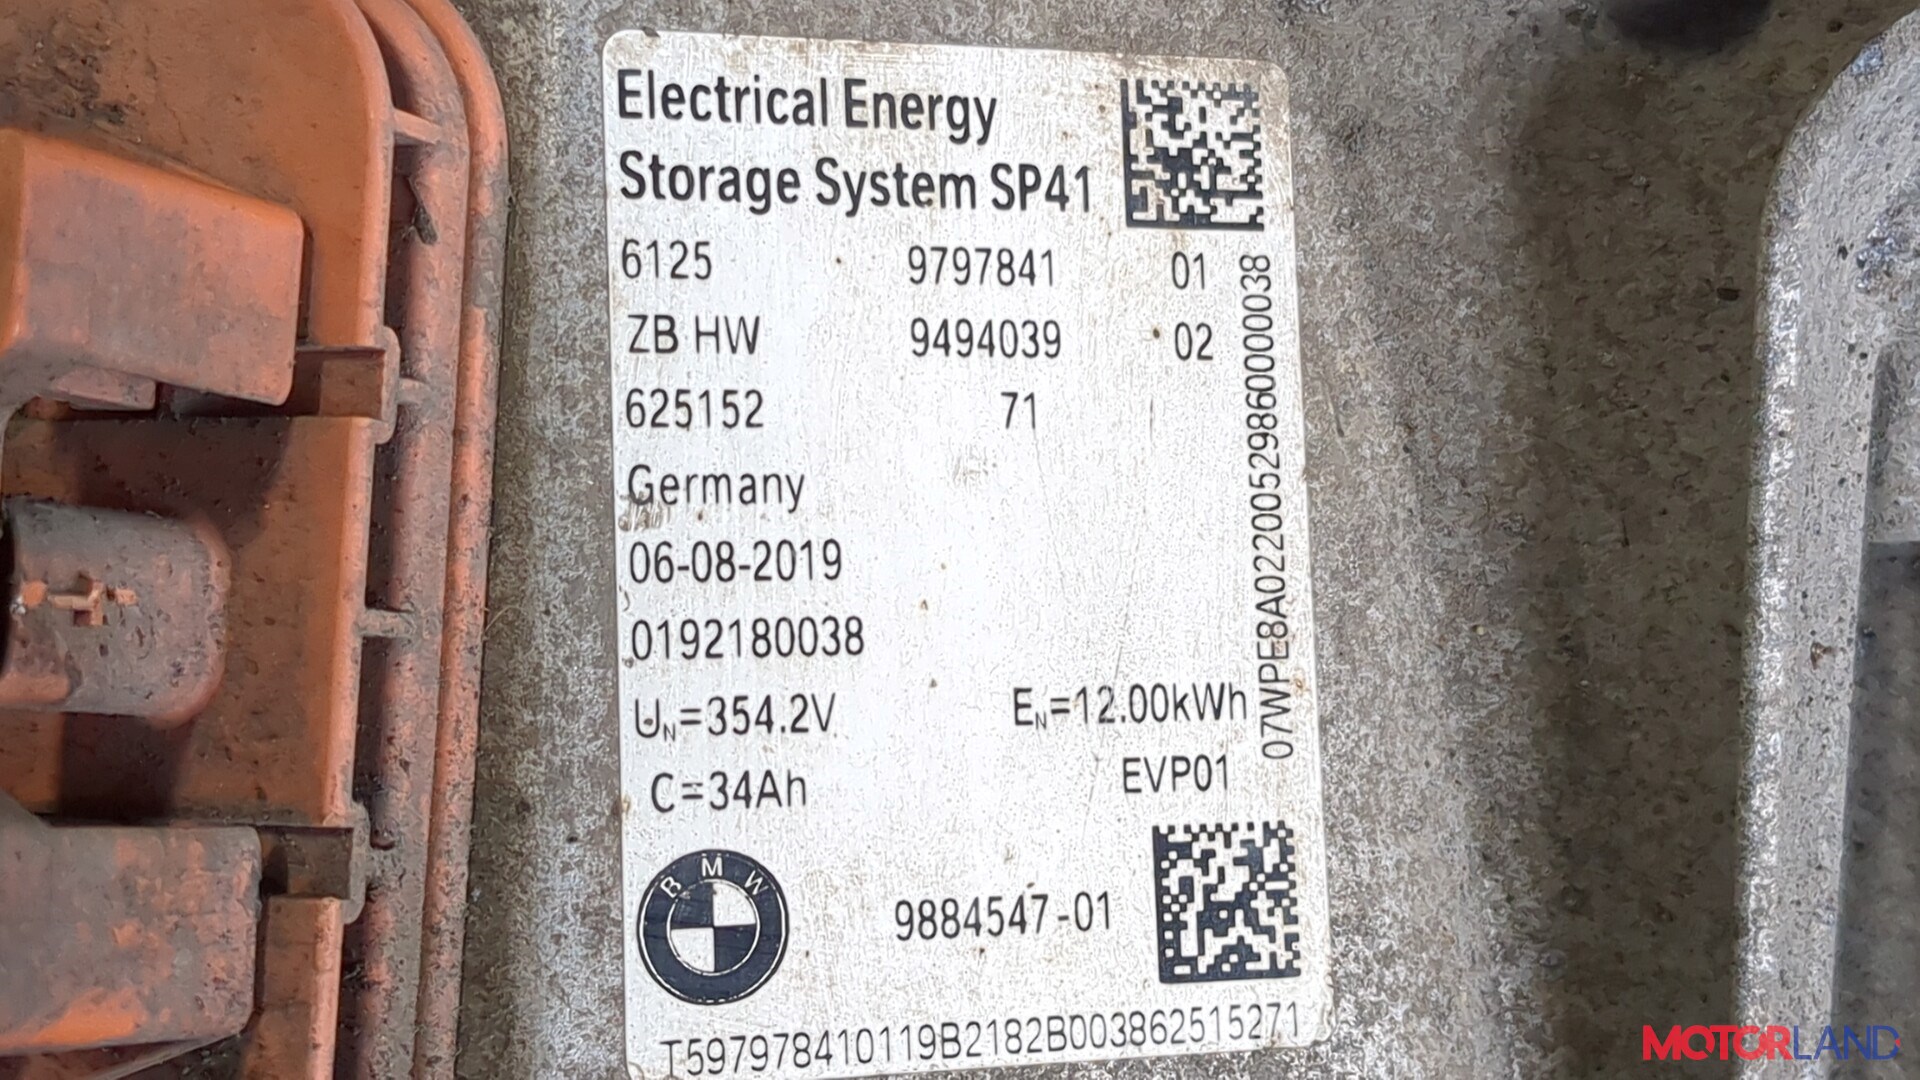 Electrical Energy
Storage System SP41
6125 9797841 01
ZB HW 9494039 02
625152 71
Germany
06-08-2019
0192180038
UN=354.2V EN=12.00kWh
C=34Ah EVP01
07WPE8A02200529860000038
BMW
9884547-01
T597978410119B2182B003862515271
MOTORLAND